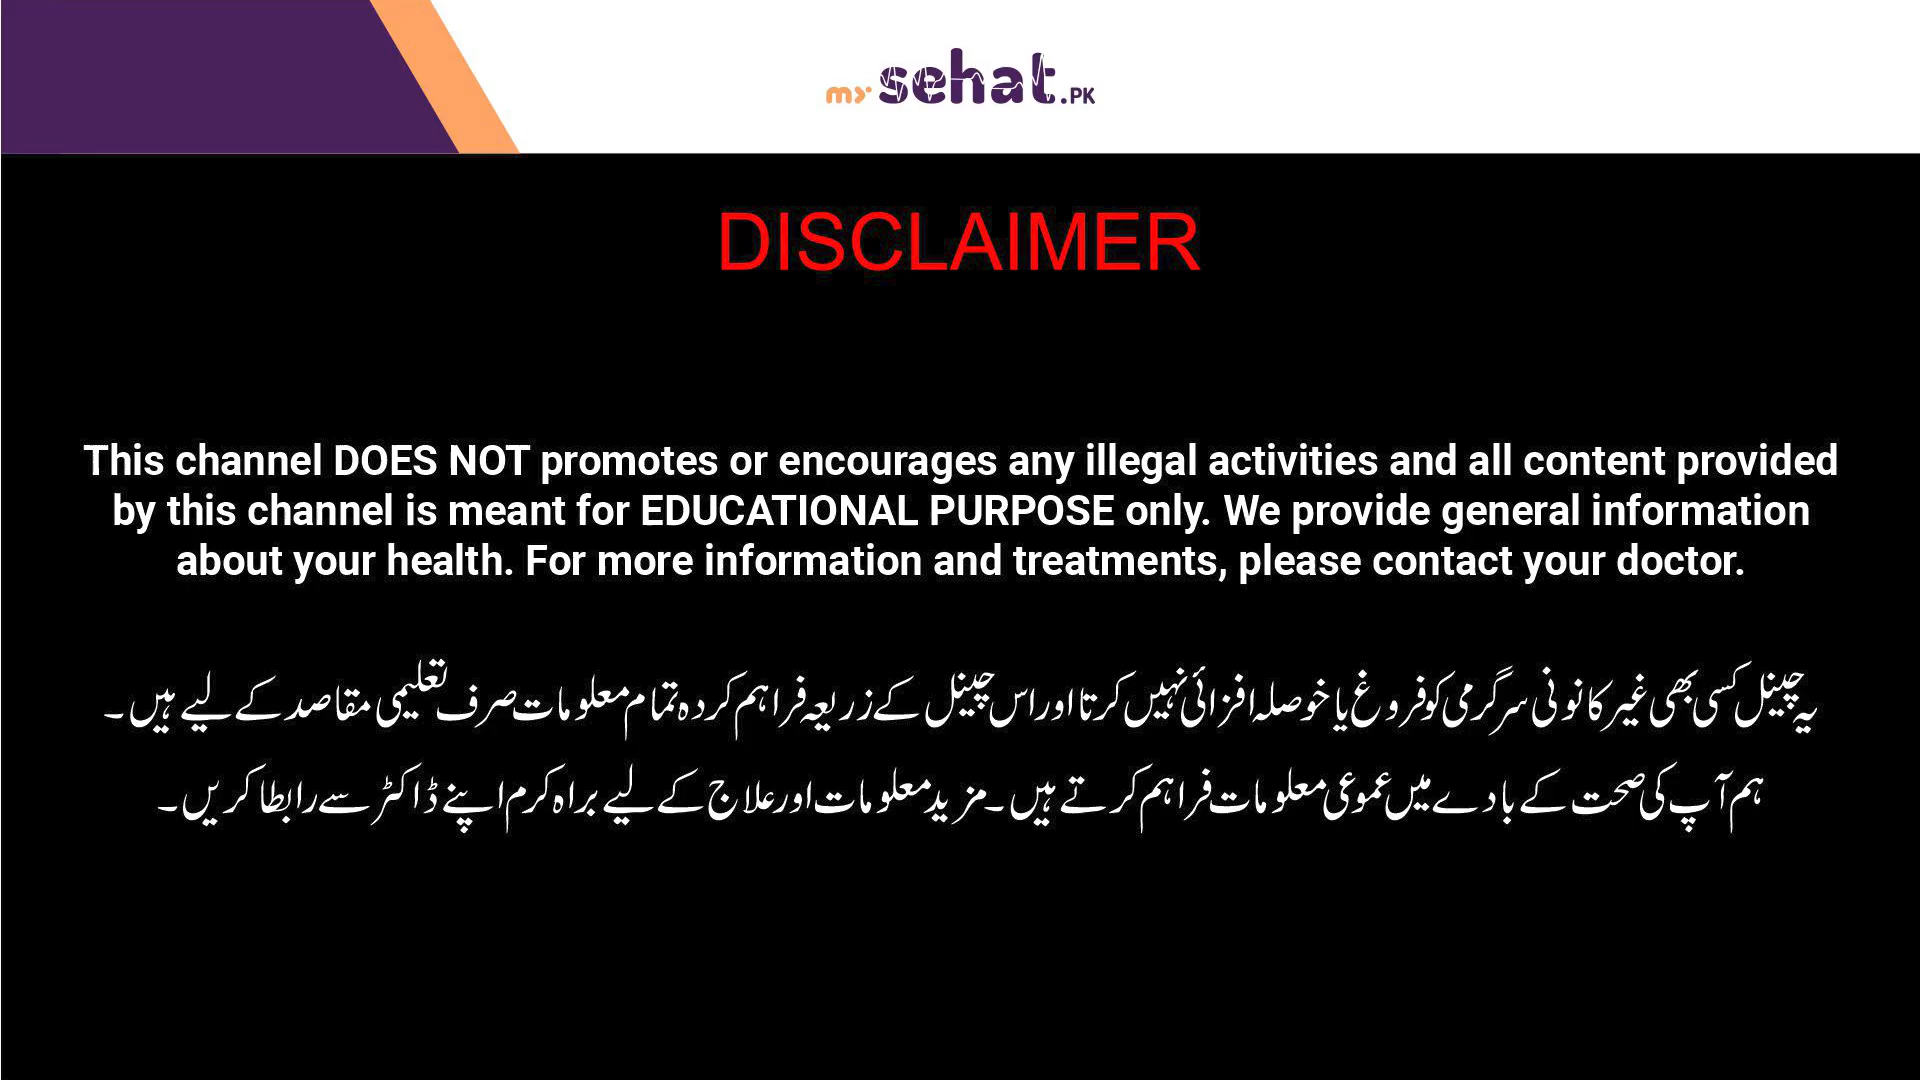 my sehat.PK
DISCLAIMER
This channel DOES NOT promotes or encourages any illegal activities and all content provided
by this channel is meant for EDUCATIONAL PURPOSE only. We provide general information
about your health. For more information and treatments, please contact your doctor.
یہ چینل کسی بھی غیر کانونی سرگرمی کو فروغ یا خوصلہ افزائی نہیں کرتا اور اس چینل کے زریعہ فراہم کردہ تمام معلومات صرف تعلیمی مقاصد کے لیے ہیں۔
ہم آپ کی صحت کے بادے میں عموعی معلومات فراہم کرتے ہیں۔ مزید معلومات اور علاج کے لیے براہ کرم اپنے ڈاکٹر سے رابطا کریں۔